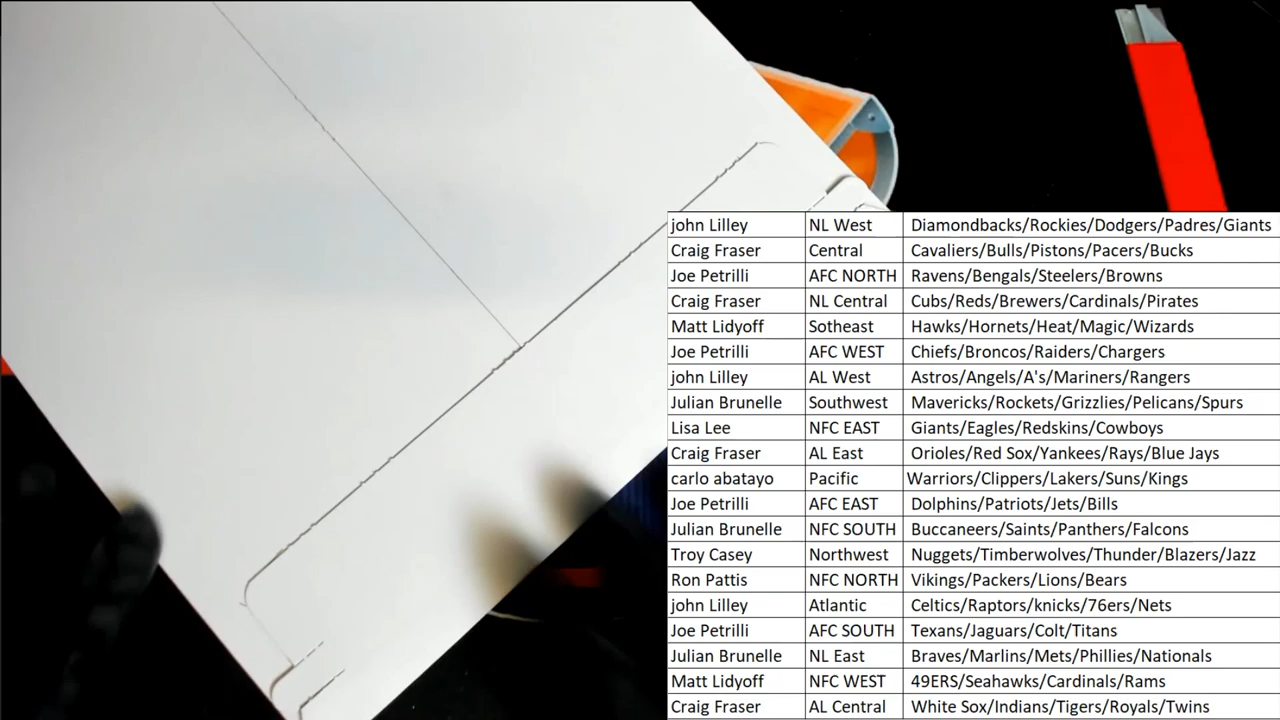 john Lilley NL West Diamondbacks/Rockies/Dodgers/Padres/Giants
Craig Fraser Central Cavaliers/Bulls/Pistons/Pacers/Bucks
Joe Petrilli AFC NORTH Ravens/Bengals/Steelers/Browns
Craig Fraser NL Central Cubs/Reds/Brewers/Cardinals/Pirates
Matt Lidyoff Sotheast Hawks/Hornets/Heat/Magic/Wizards
Joe Petrilli AFC WEST Chiefs/Broncos/Raiders/Chargers
john Lilley AL West Astros/Angels/A's/Mariners/Rangers
Julian Brunelle Southwest Mavericks/Rockets/Grizzlies/Pelicans/Spurs
Lisa Lee NFC EAST Giants/Eagles/Redskins/Cowboys
Craig Fraser AL East Orioles/Red Sox/Yankees/Rays/Blue Jays
carlo abatayo Pacific Warriors/Clippers/Lakers/Suns/Kings
Joe Petrilli AFC EAST Dolphins/Patriots/Jets/Bills
Julian Brunelle NFC SOUTH Buccaneers/Saints/Panthers/Falcons
Troy Casey Northwest Nuggets/Timberwolves/Thunder/Blazers/Jazz
Ron Pattis NFC NORTH Vikings/Packers/Lions/Bears
john Lilley Atlantic Celtics/Raptors/knicks/76ers/Nets
Joe Petrilli AFC SOUTH Texans/Jaguars/Colt/Titans
Julian Brunelle NL East Braves/Marlins/Mets/Phillies/Nationals
Matt Lidyoff NFC WEST 49ERS/Seahawks/Cardinals/Rams
Craig Fraser AL Central White Sox/Indians/Tigers/Royals/Twins